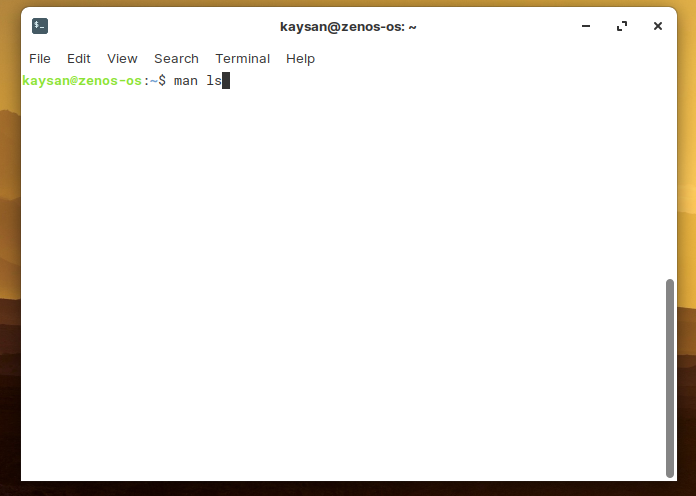 $_
kaysan@zenos-os: ~
File Edit View Search Terminal Help
kaysan@zenos-os:~$ man ls